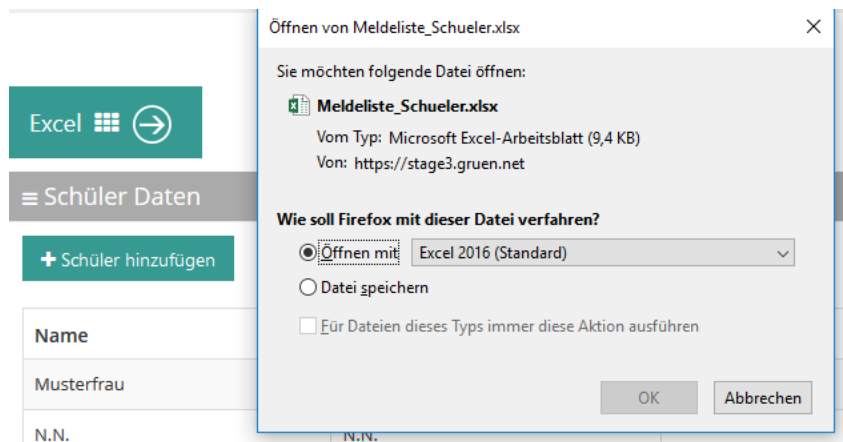 Öffnen von Meldeliste_Schueler.xlsx
Sie möchten folgende Datei öffnen:
Meldeliste_Schueler.xlsx
Vom Typ: Microsoft Excel-Arbeitsblatt (9,4 KB)
Von: https://stage3.gruen.net
Wie soll Firefox mit dieser Datei verfahren?
Öffnen mit Excel 2016 (Standard)
Datei speichern
Für Dateien dieses Typs immer diese Aktion ausführen
OK Abbrechen
Excel
Schüler Daten
+ Schüler hinzufügen
Name
Musterfrau
N.N. N.N.